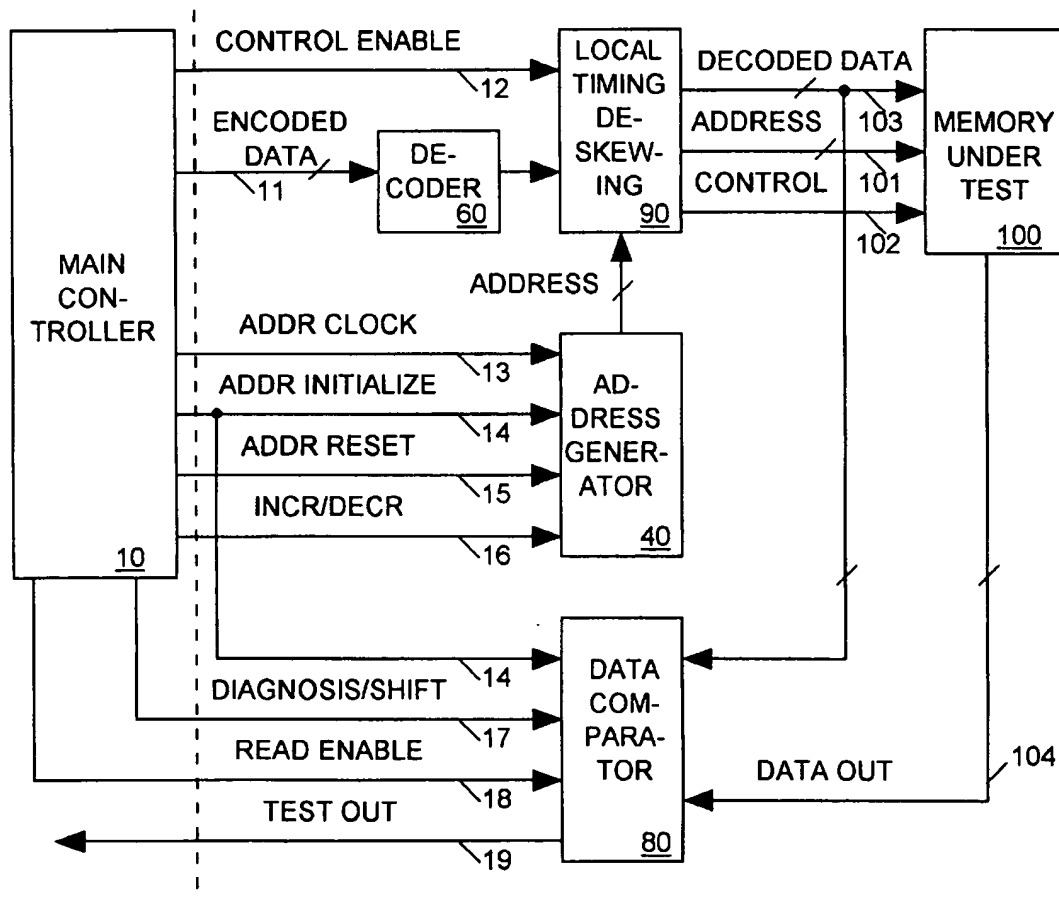 MAIN
CON-
TROLLER
10
CONTROL ENABLE
12
ENCODED
DATA
11
DE-
CODER
60
LOCAL
TIMING
DE-
SKEW-
ING
90
DECODED DATA
103
ADDRESS
101
CONTROL
102
MEMORY
UNDER
TEST
100
ADDRESS
ADDR CLOCK
13
ADDR INITIALIZE
14
ADDR RESET
15
INCR/DECR
16
AD-
DRESS
GENER-
ATOR
40
14
DIAGNOSIS/SHIFT
17
READ ENABLE
18
TEST OUT
19
DATA
COM-
PARA-
TOR
80
DATA OUT
104